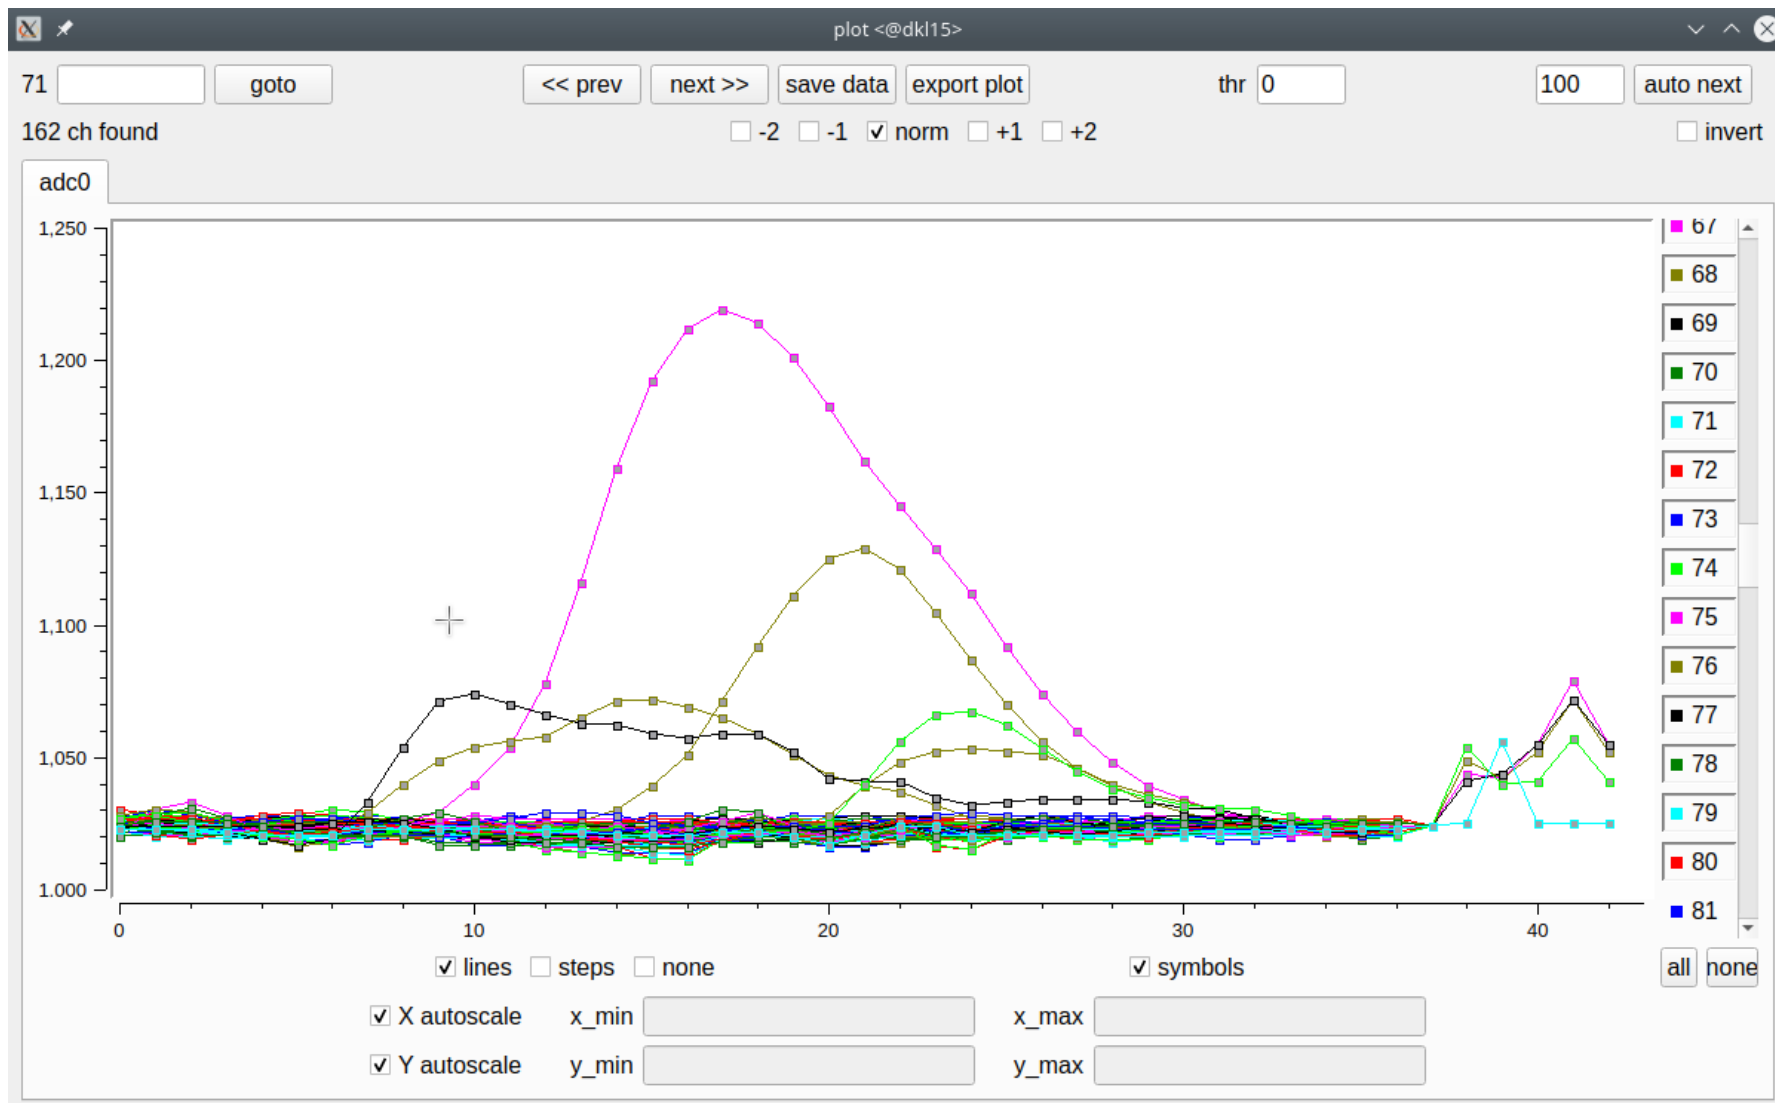 plot <@dkl15>
71 goto << prev next >> save data export plot thr 0 100 auto next
162 ch found -2 -1 norm +1 +2 invert
adc0
1,250
1,200
1,150
1,100
1,050
1.000
0 10 20 30 40
67
68
69
70
71
72
73
74
75
76
77
78
79
80
81
lines steps none symbols all none
X autoscale x_min x_max
Y autoscale y_min y_max